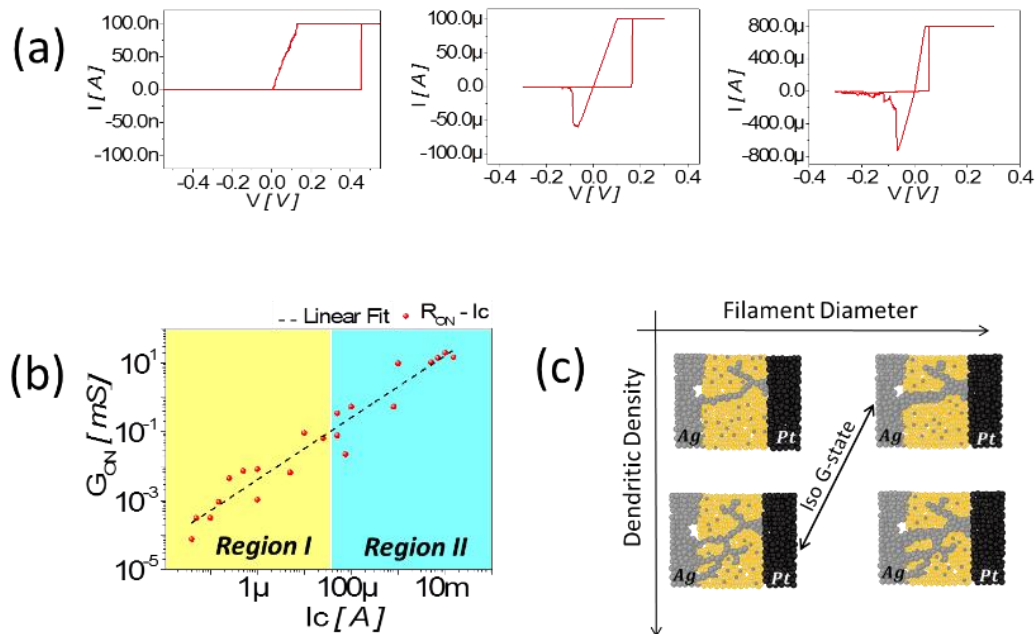 (a)
100.0n
50.0n
0.0
-50.0n
-100.0n
I [A]
-0.4 -0.2 0.0 0.2 0.4
V [V]
100.0µ
50.0µ
0.0
-50.0µ
-100.0µ
I [A]
-0.4 -0.2 0.0 0.2 0.4
V [V]
800.0µ
400.0µ
0.0
-400.0µ
-800.0µ
I [A]
-0.4 -0.2 0.0 0.2 0.4
V [V]
(b)
Linear Fit R_ON - Ic
10^1
10^-1
10^-3
10^-5
G_ON [mS]
Region I Region II
1µ 100µ 10m
Ic [A]
(c)
Filament Diameter
Dendritic Density
Ag Pt
Ag Pt
Iso G-state
Ag Pt
Ag Pt